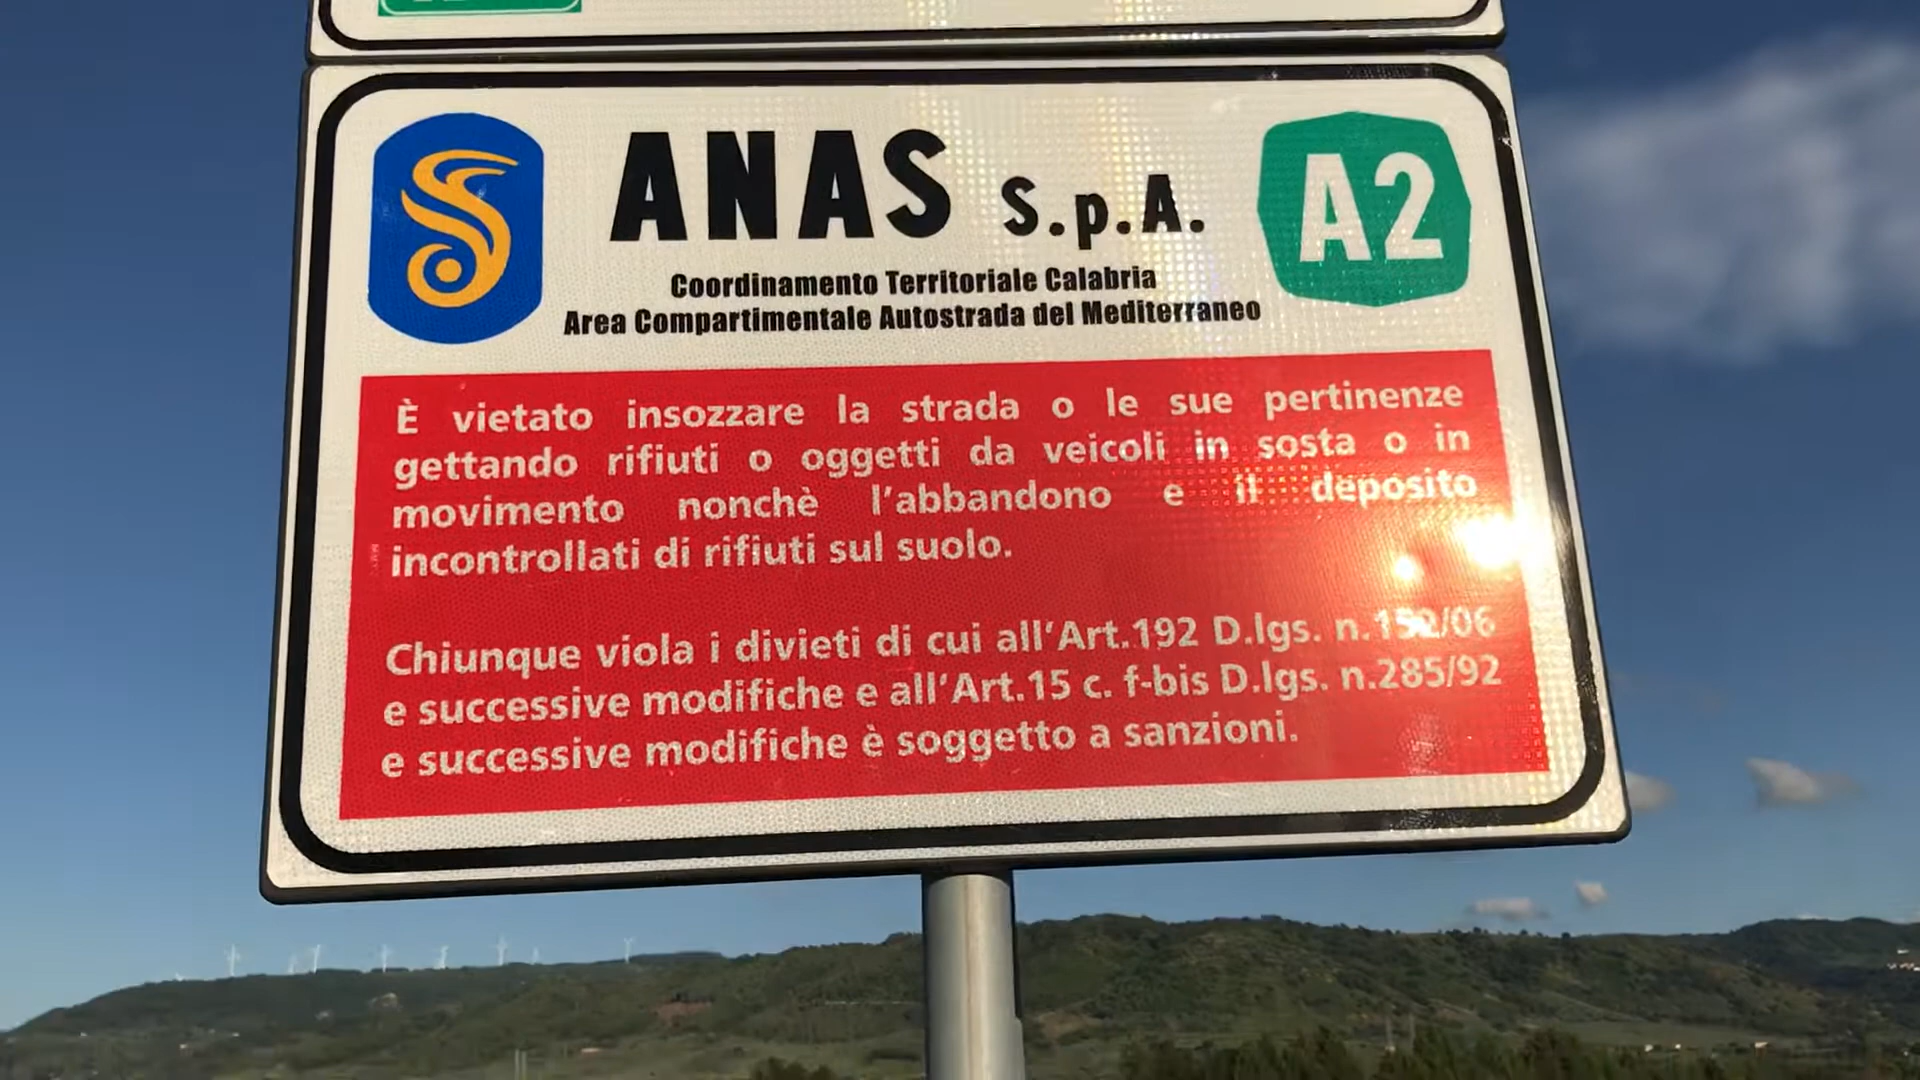 ANAS S.p.A.
A2
Coordinamento Territoriale Calabria
Area Compartimentale Autostrada del Mediterraneo
È vietato insozzare la strada o le sue pertinenze
gettando rifiuti o oggetti da veicoli in sosta o in
movimento nonchè l'abbandono e il deposito
incontrollati di rifiuti sul suolo.
Chiunque viola i divieti di cui all'Art.192 D.lgs. n.152/06
e successive modifiche e all'Art.15 c. f-bis D.lgs. n.285/92
e successive modifiche è soggetto a sanzioni.